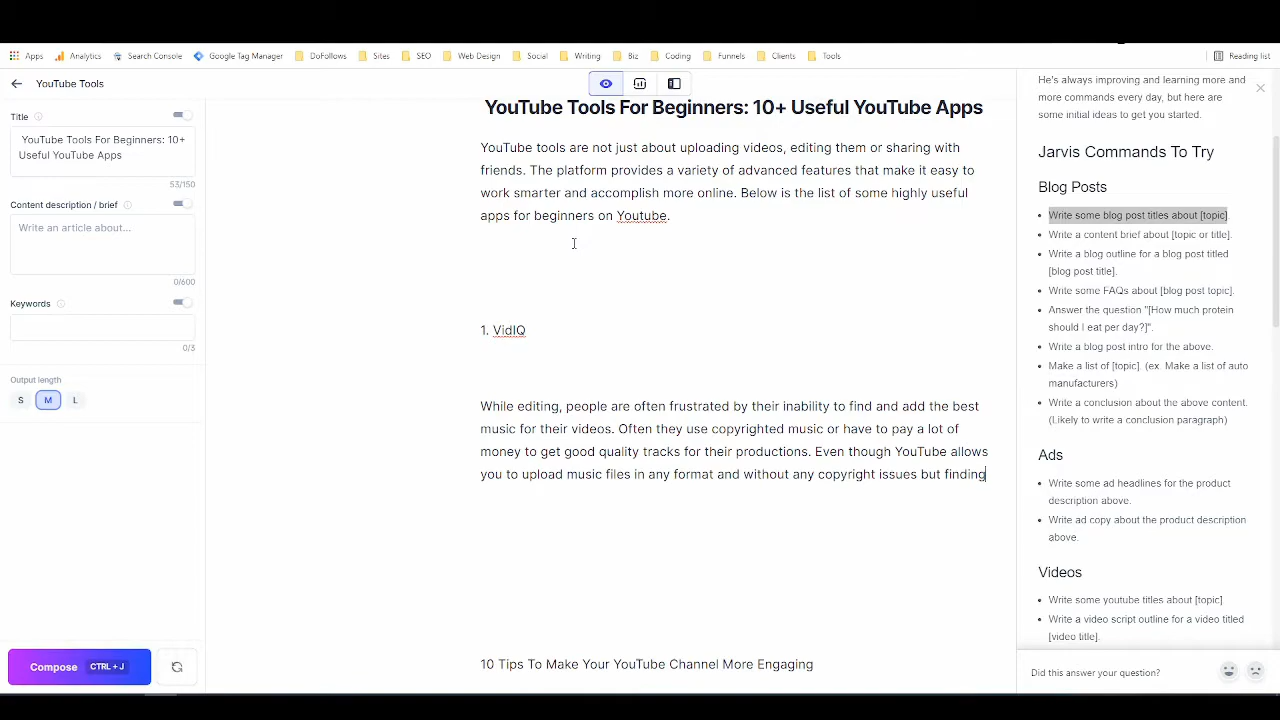 Apps Analytics Search Console Google Tag Manager DoFollows Sites SEO Web Design Social Writing Biz Coding Funnels Clients Tools Reading list
YouTube Tools
Title
YouTube Tools For Beginners: 10+
Useful YouTube Apps
53/150
Content description / brief
Write an article about...
0/600
Keywords
0/3
Output length
S M L
Compose CTRL + J
YouTube Tools For Beginners: 10+ Useful YouTube Apps
YouTube tools are not just about uploading videos, editing them or sharing with
friends. The platform provides a variety of advanced features that make it easy to
work smarter and accomplish more online. Below is the list of some highly useful
apps for beginners on Youtube.
1. VidIQ
While editing, people are often frustrated by their inability to find and add the best
music for their videos. Often they use copyrighted music or have to pay a lot of
money to get good quality tracks for their productions. Even though YouTube allows
you to upload music files in any format and without any copyright issues but finding
10 Tips To Make Your YouTube Channel More Engaging
He's always improving and learning more and
more commands every day, but here are
some initial ideas to get you started.
Jarvis Commands To Try
Blog Posts
• Write some blog post titles about [topic].
• Write a content brief about [topic or title].
• Write a blog outline for a blog post titled
[blog post title].
• Write some FAQs about [blog post topic].
• Answer the question "[How much protein
should I eat per day?]".
• Write a blog post intro for the above.
• Make a list of [topic]. (ex. Make a list of auto
manufacturers)
• Write a conclusion about the above content.
(Likely to write a conclusion paragraph)
Ads
• Write some ad headlines for the product
description above.
• Write ad copy about the product description
above.
Videos
• Write some youtube titles about [topic]
• Write a video script outline for a video titled
[video title].
Did this answer your question?